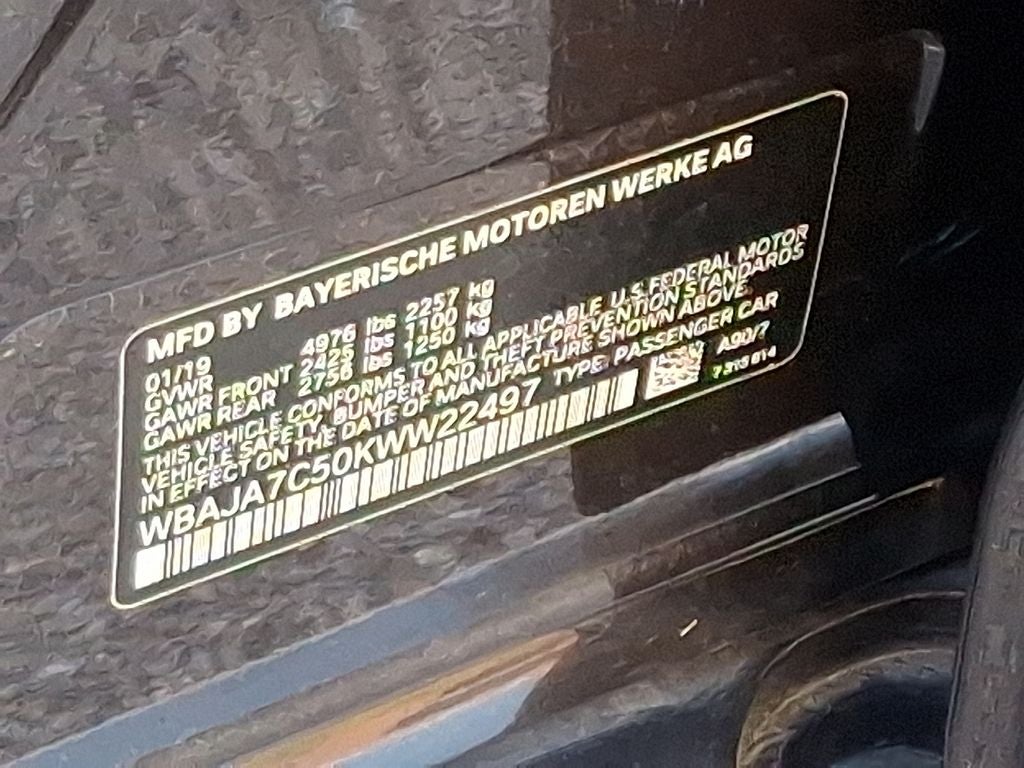 MFD BY BAYERISCHE MOTOREN WERKE AG
01/19
GVWR 4976 lbs 2257 kg
GAWR FRONT 2425 lbs 1100 kg
GAWR REAR 2756 lbs 1250 kg
THIS VEHICLE CONFORMS TO ALL APPLICABLE U.S. FEDERAL MOTOR
VEHICLE SAFETY, BUMPER AND THEFT PREVENTION STANDARDS
IN EFFECT ON THE DATE OF MANUFACTURE SHOWN ABOVE.
WBAJA7C50KWW22497 TYPE: PASSENGER CAR
A90/7